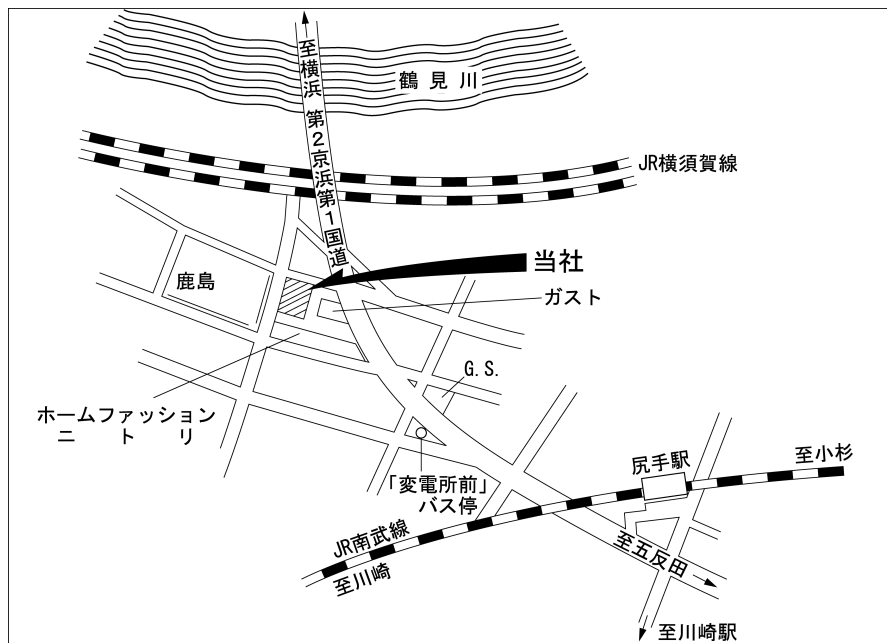 至横浜 第2京浜第1国道
鶴見川
JR横須賀線
当社
鹿島
ガスト
G.S.
ホームファッション
ニトリ
「変電所前」
バス停
尻手駅
至小杉
JR南武線
至川崎
至五反田
至川崎駅